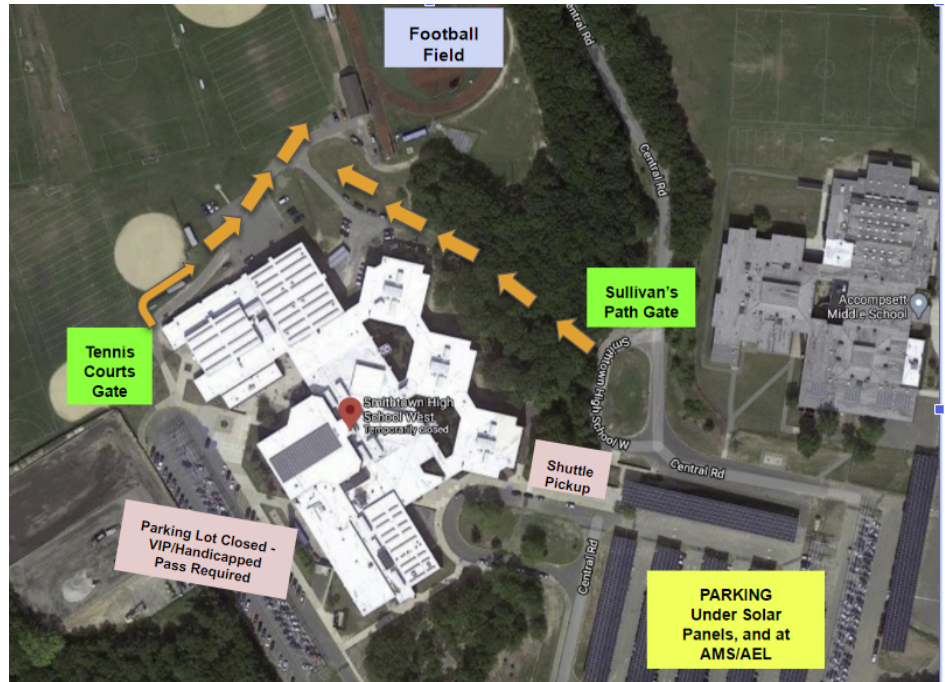 Football
Field
Central Rd
Central Rd
Sullivan's
Path Gate
Accompsett
Middle School
Tennis
Courts
Gate
Smithtown High School W
Smithtown High
School West
Temporarily closed
Shuttle
Pickup
Central Rd
Parking Lot Closed -
VIP/Handicapped
Pass Required
Central Rd
PARKING
Under Solar
Panels, and at
AMS/AEL